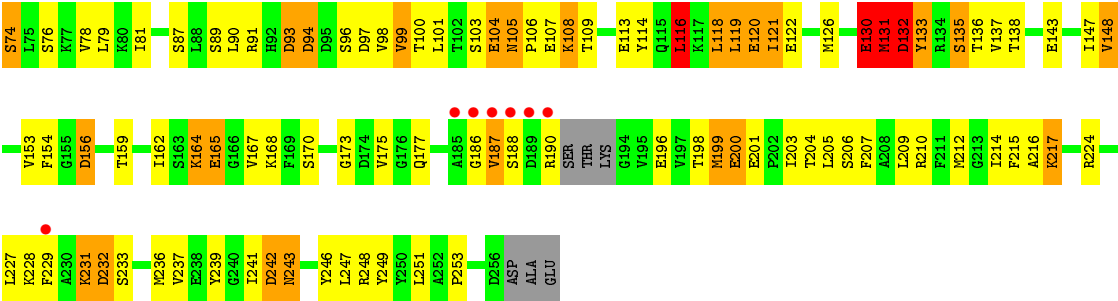 S74 L75 S76 K77 V78 L79 K80 I81 S87 L88 S89 L90 R91 H92 D93 D94 D95 S96 D97 V98 V99 T100 L101 T102 S103 E104 N105 P106 E107 K108 T109 E113 Y114 Q115 L116 K117 L118 L119 E120 I121 E122 M126 E130 M131 D132 Y133 R134 S135 T136 V137 T138 E143 I147 V148
V153 F154 G155 D156 T159 I162 S163 K164 E165 G166 V167 K168 F169 S170 G173 D174 V175 G176 Q177 A185 G186 V187 S188 D189 R190 SER THR LYS G194 V195 E196 V197 T198 M199 E200 E201 P202 I203 T204 L205 S206 F207 A208 L209 R210 F211 M212 G213 I214 F215 A216 K217 R224
L227 K228 F229 A230 K231 D232 S233 M236 V237 E238 Y239 G240 I241 D242 N243 Y246 L247 R248 Y249 Y250 L251 A252 P253 D256 ASP ALA GLU